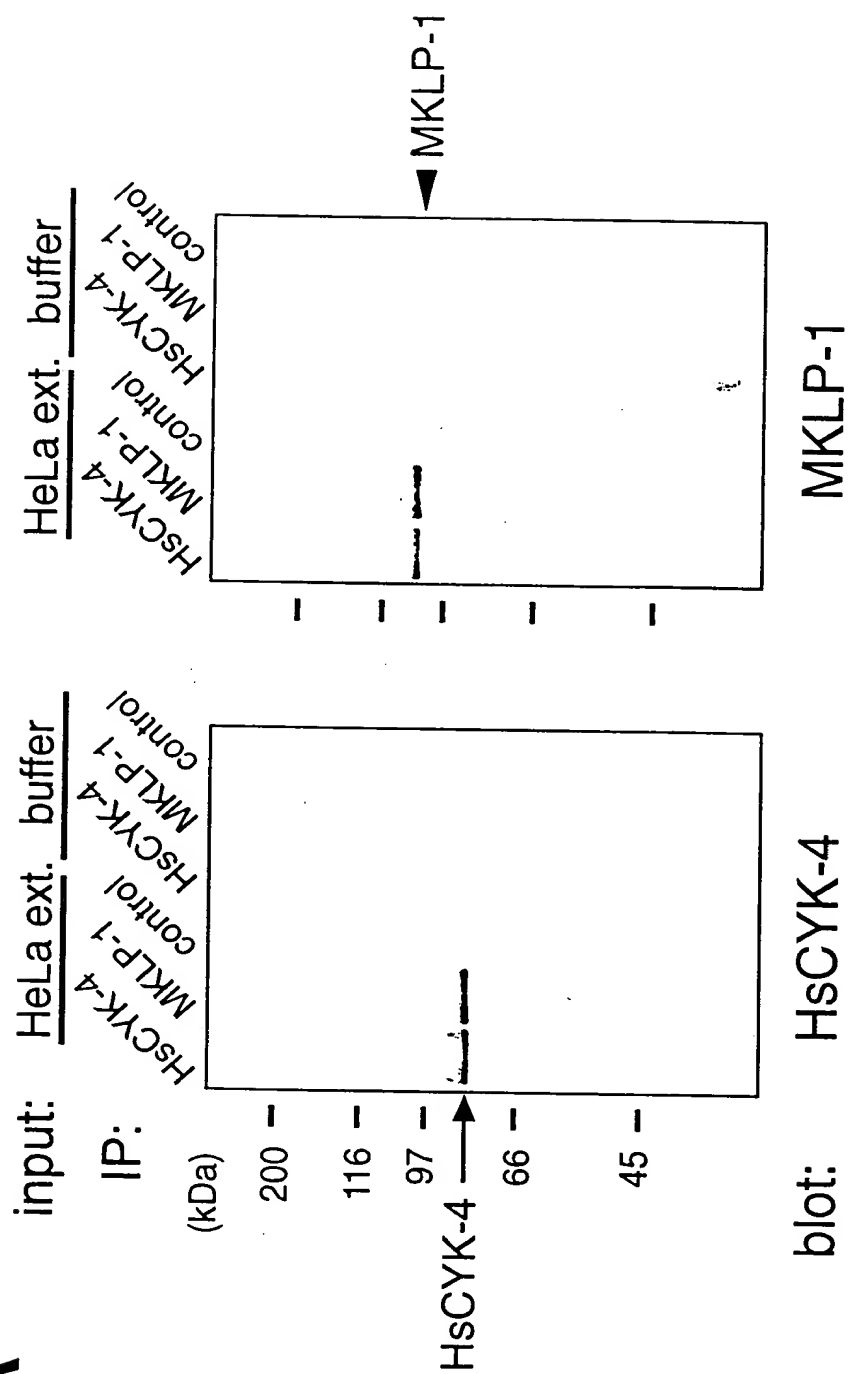 input: HeLa ext. buffer HeLa ext. buffer
IP: HsCYK-4 MKLP-1 control HsCYK-4 MKLP-1 control HsCYK-4 MKLP-1 control HsCYK-4 MKLP-1 control
(kDa)
200
116
97
HsCYK-4
MKLP-1
66
45
blot: HsCYK-4 MKLP-1